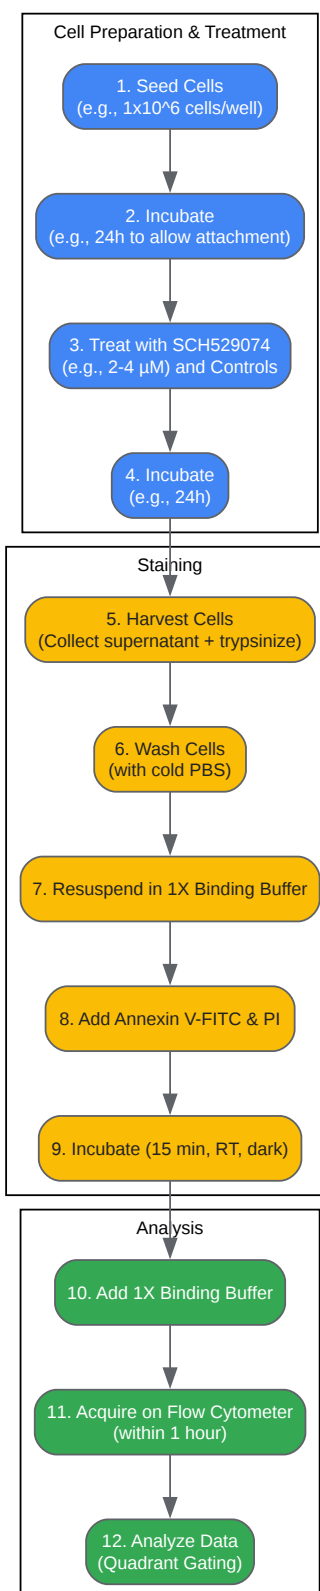 Cell Preparation & Treatment
1. Seed Cells
(e.g., 1x10^6 cells/well)
2. Incubate
(e.g., 24h to allow attachment)
3. Treat with SCH529074
(e.g., 2-4 µM) and Controls
4. Incubate
(e.g., 24h)
Staining
5. Harvest Cells
(Collect supernatant + trypsinize)
6. Wash Cells
(with cold PBS)
7. Resuspend in 1X Binding Buffer
8. Add Annexin V-FITC & PI
9. Incubate (15 min, RT, dark)
Analysis
10. Add 1X Binding Buffer
11. Acquire on Flow Cytometer
(within 1 hour)
12. Analyze Data
(Quadrant Gating)